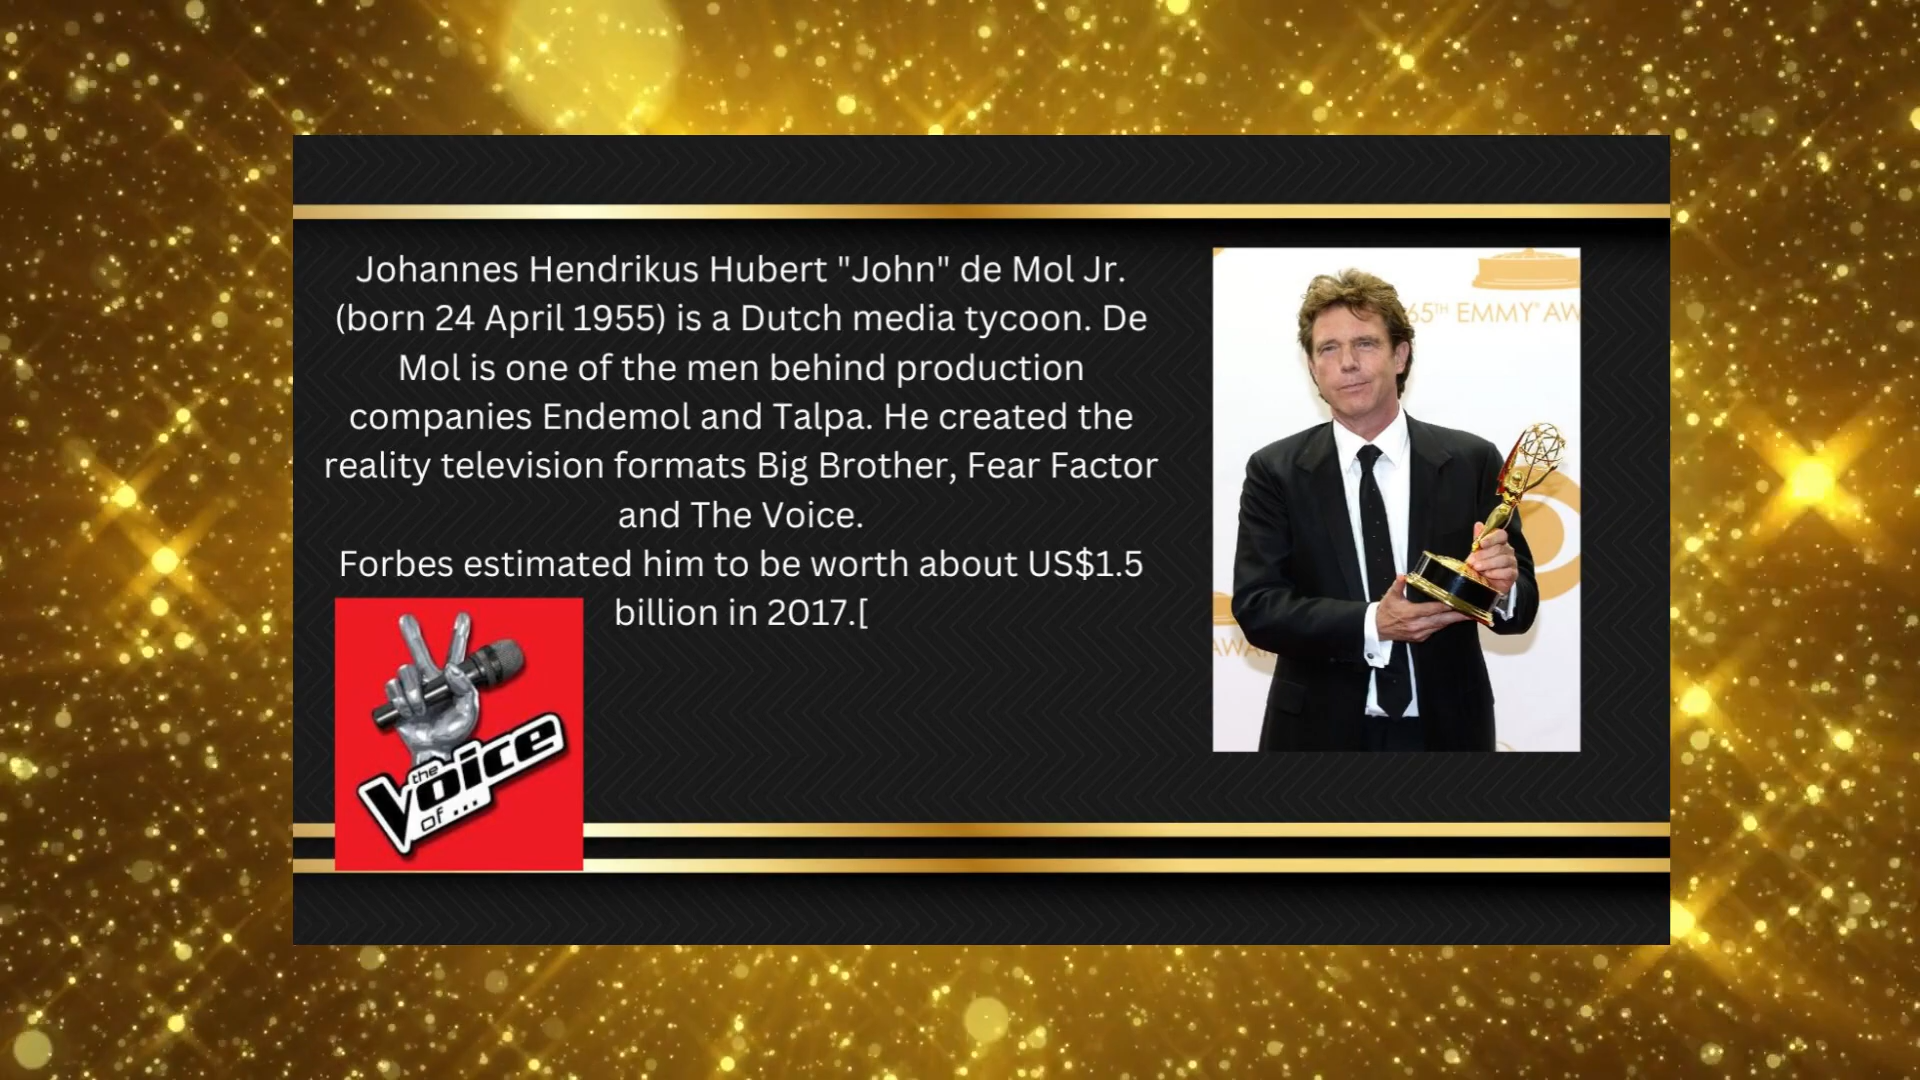 Johannes Hendrikus Hubert "John" de Mol Jr.
(born 24 April 1955) is a Dutch media tycoon. De
Mol is one of the men behind production
companies Endemol and Talpa. He created the
reality television formats Big Brother, Fear Factor
and The Voice.
Forbes estimated him to be worth about US$1.5
billion in 2017.[
65TH EMMY® AW
AWA
the
Voice
of ...